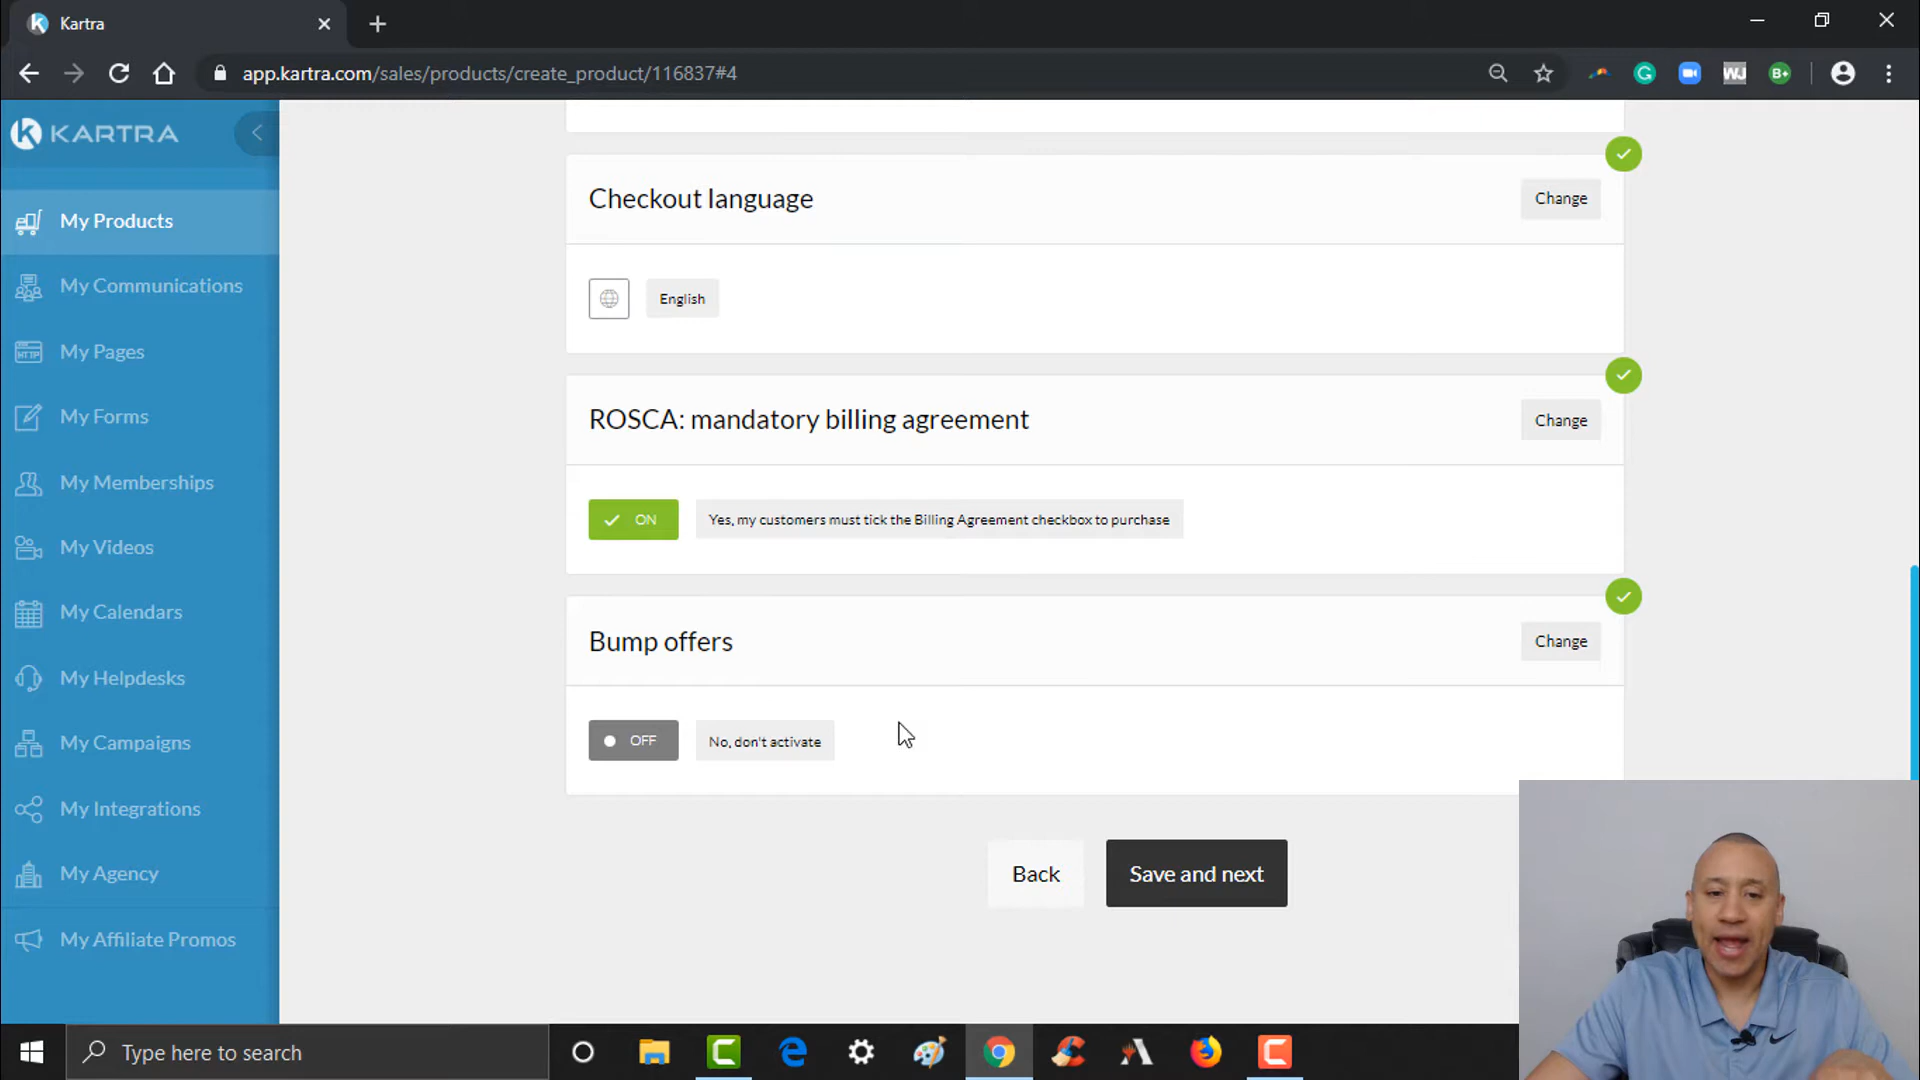 Kartra
app.kartra.com/sales/products/create_product/116837#4
KARTRA
My Products
My Communications
HTTP
My Pages
My Forms
My Memberships
My Videos
My Calendars
My Helpdesks
My Campaigns
My Integrations
My Agency
My Affiliate Promos
Checkout language
Change
English
ROSCA: mandatory billing agreement
Change
ON
Yes, my customers must tick the Billing Agreement checkbox to purchase
Bump offers
Change
OFF
No, don't activate
Back
Save and next
Type here to search